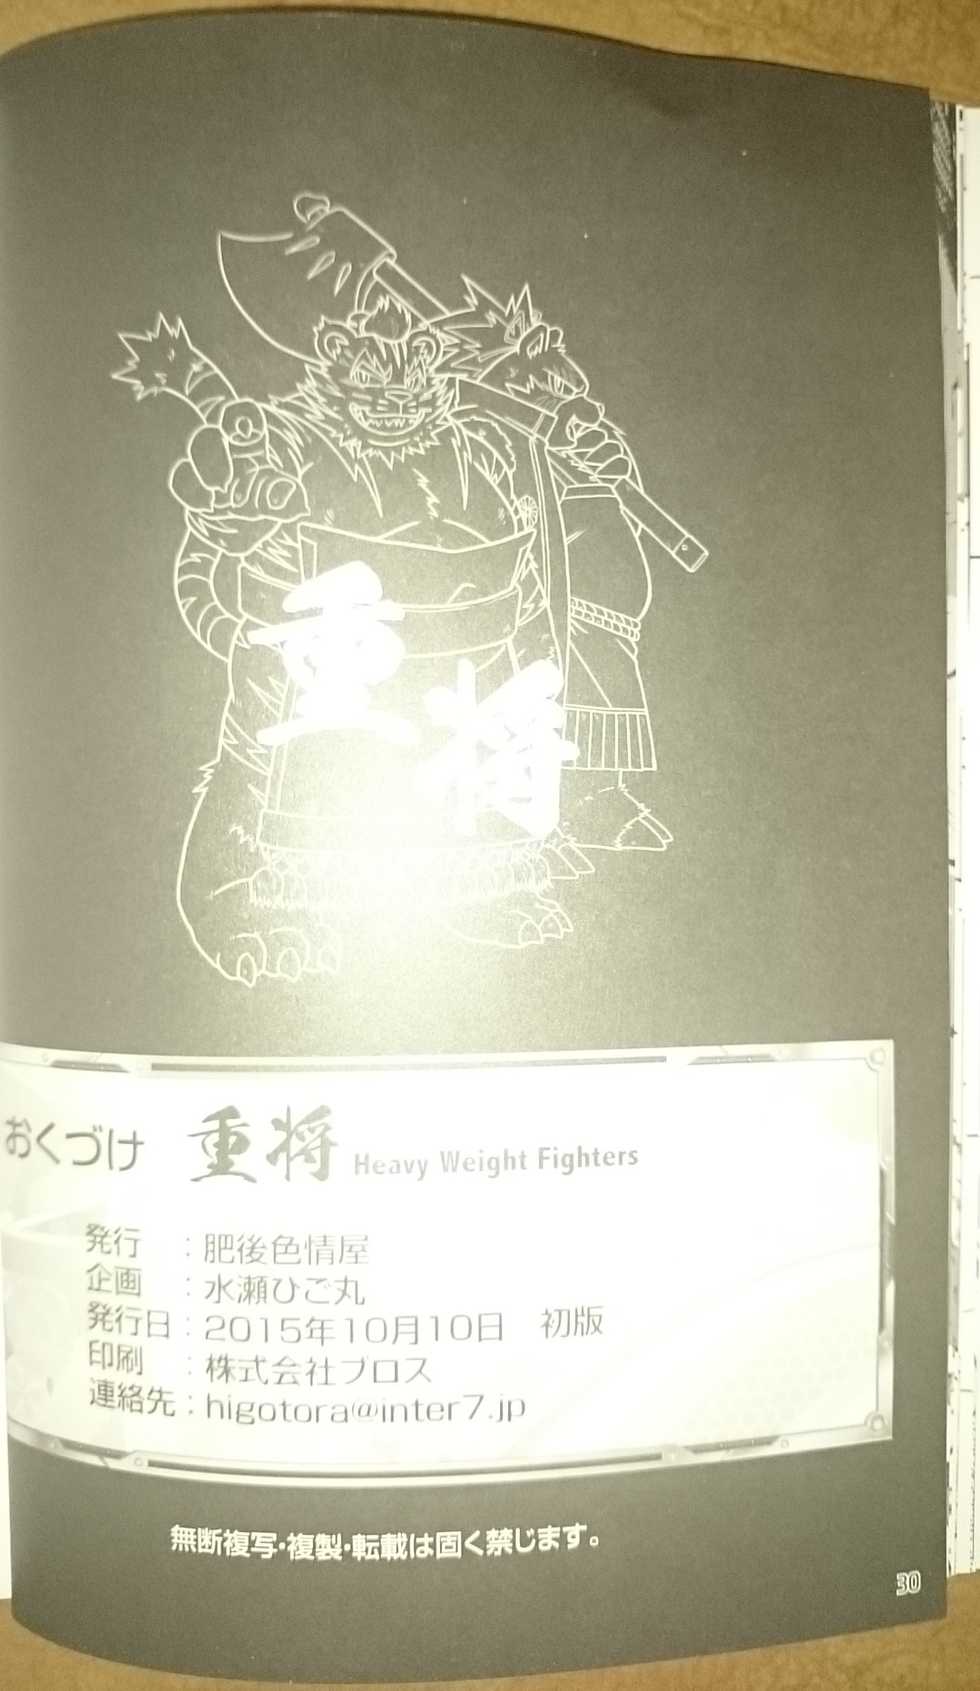 重将
おくづけ 重将 Heavy Weight Fighters
発行 :肥後色情屋
企画 :水瀬ひご丸
発行日:2015年10月10日 初版
印刷 :株式会社ブロス
連絡先:higotora@inter7.jp
無断複写・複製・転載は固く禁じます。
30